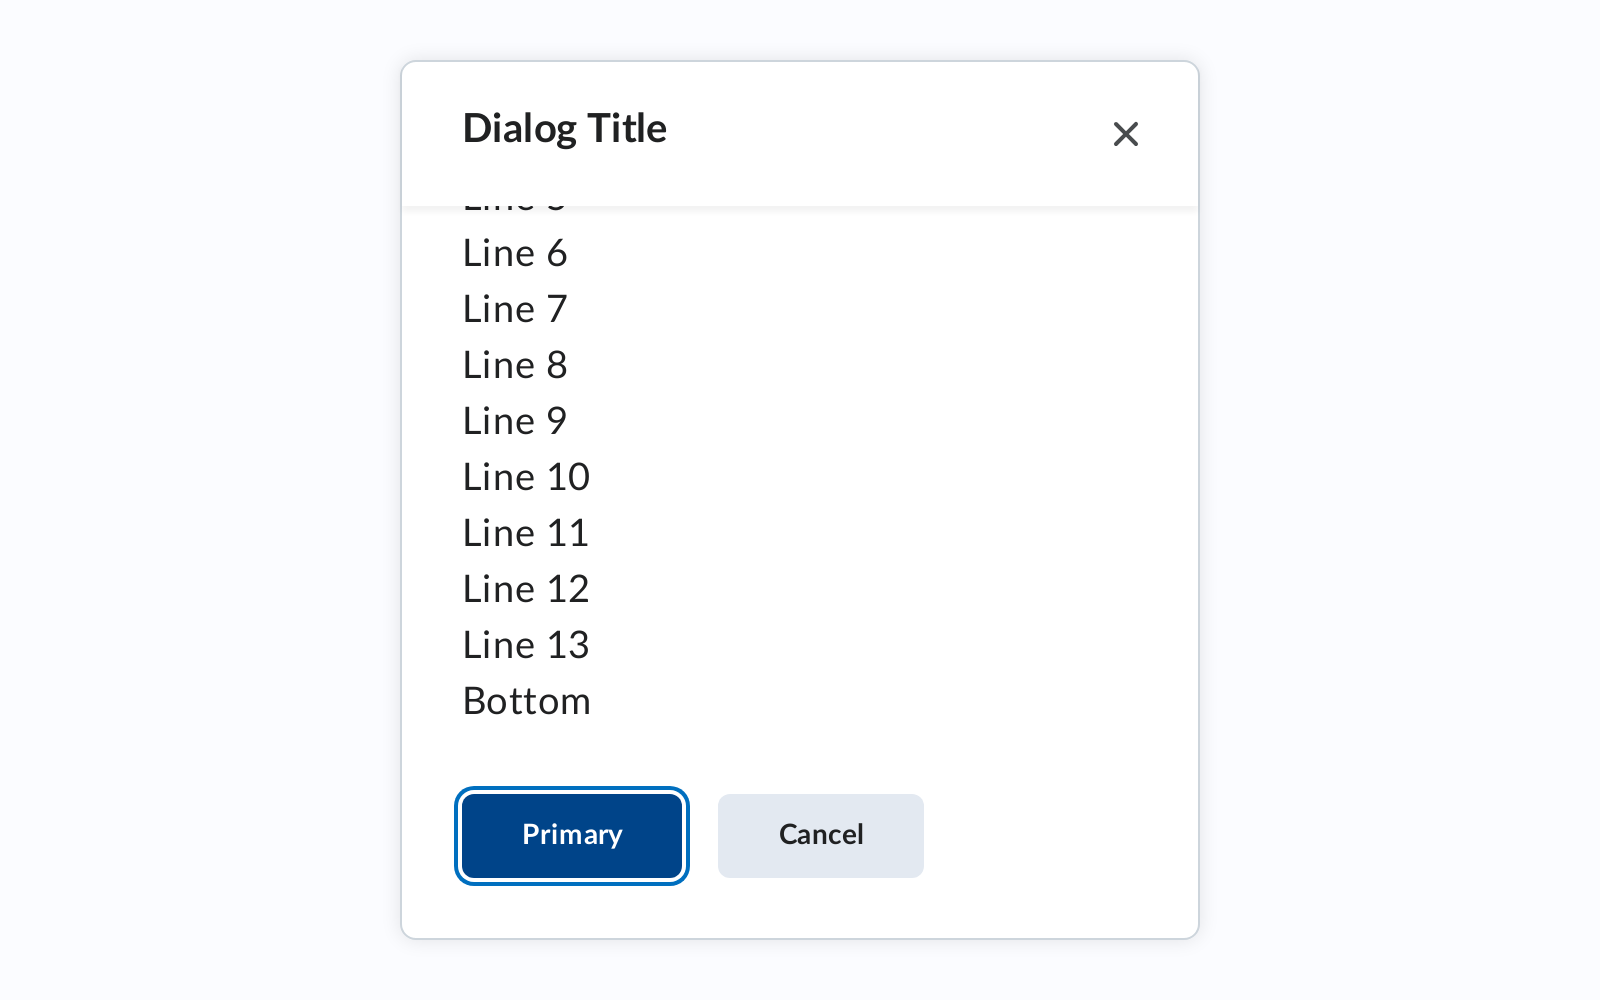 Dialog Title
Line 6
Line 7
Line 8
Line 9
Line 10
Line 11
Line 12
Line 13
Bottom
Primary
Cancel